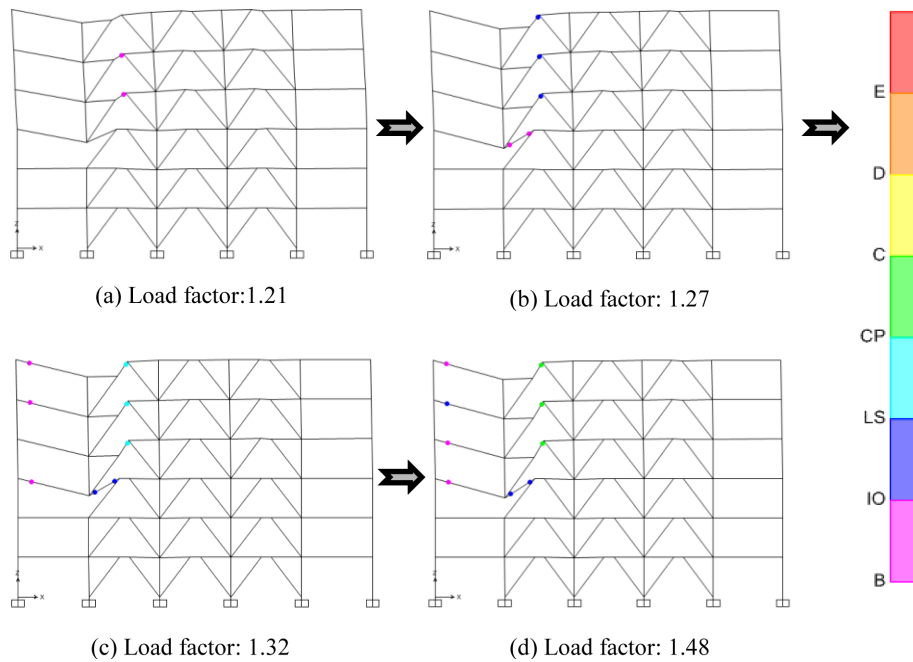 E
D
C
CP
LS
IO
B
Z
X
(a) Load factor:1.21
Z
X
(b) Load factor: 1.27
Z
X
(c) Load factor: 1.32
Z
X
(d) Load factor: 1.48